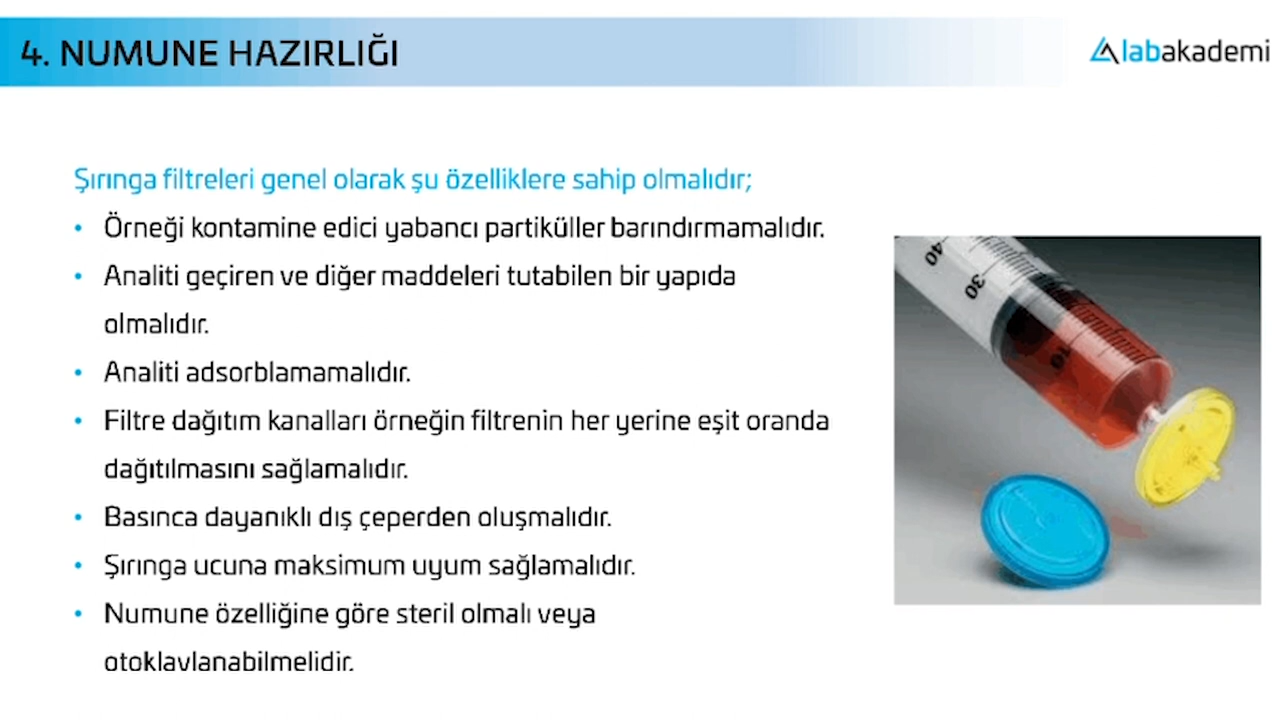 4. NUMUNE HAZIRLIĞI
labakademi
Şırınga filtreleri genel olarak şu özelliklere sahip olmalıdır;
• Örneği kontamine edici yabancı partiküller barındırmamalıdır.
• Analiti geçiren ve diğer maddeleri tutabilen bir yapıda
olmalıdır.
• Analiti adsorblamamalıdır.
• Filtre dağıtım kanalları örneğin filtrenin her yerine eşit oranda
dağıtılmasını sağlamalıdır.
• Basınca dayanıklı dış çeperden oluşmalıdır.
• Şırınga ucuna maksimum uyum sağlamalıdır.
• Numune özelliğine göre steril olmalı veya
otoklavlanabilmelidir.
40
30
10